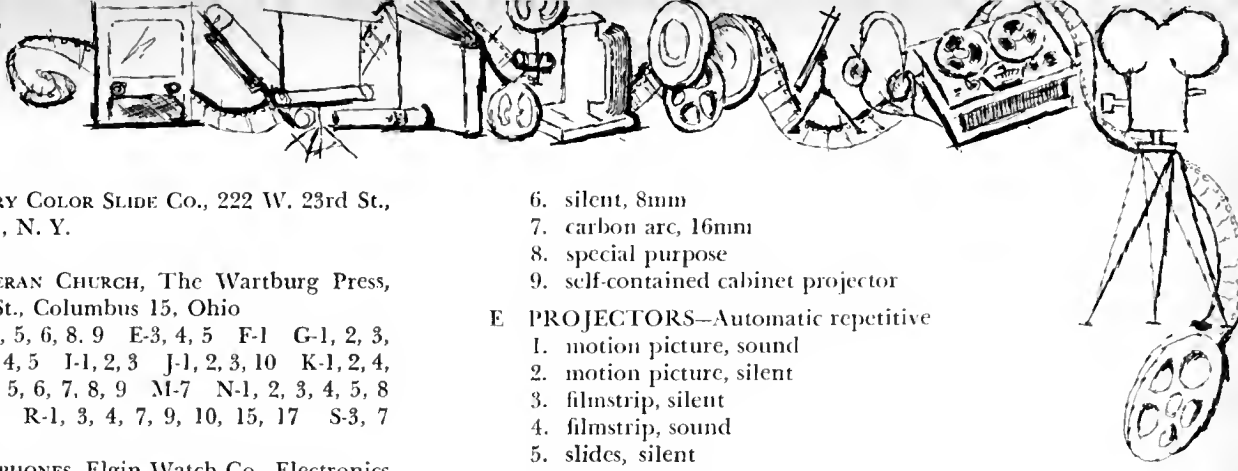 RY COLOR SLIDE CO., 222 W. 23rd St.,
, N. Y.
ERAN CHURCH, The Wartburg Press,
St., Columbus 15, Ohio
, 5, 6, 8. 9 E-3, 4, 5 F-1 G-1, 2, 3,
4, 5 I-1, 2, 3 J-1, 2, 3, 10 K-1, 2, 4,
5, 6, 7, 8, 9 M-7 N-1, 2, 3, 4, 5, 8
R-1, 3, 4, 7, 9, 10, 15, 17 S-3, 7
PHONES, Elgin Watch Co., Electronics
6. silent, 8mm
7. carbon arc, 16mm
8. special purpose
9. self-contained cabinet projector
E PROJECTORS—Automatic repetitive
1. motion picture, sound
2. motion picture, silent
3. filmstrip, silent
4. filmstrip, sound
5. slides, silent